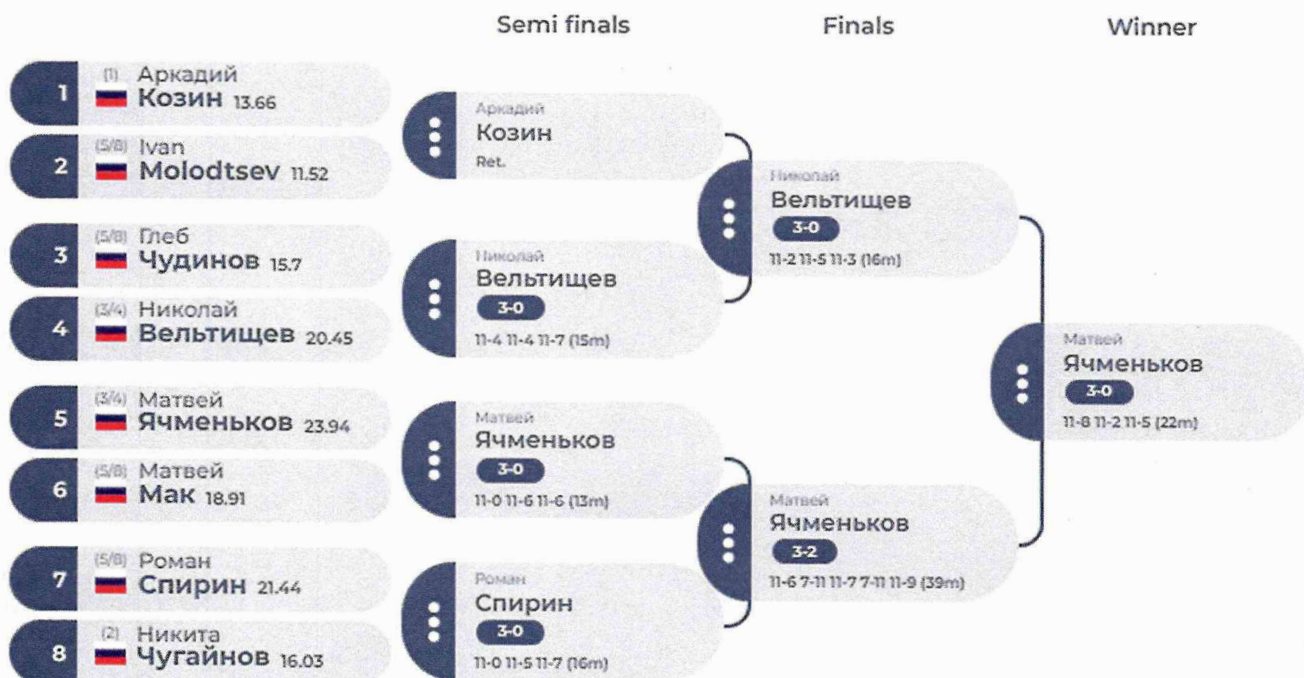 Semi finals
Finals
Winner
1
(1) Аркадий
Козин 13.66
2
(5/8) Ivan
Molodtsev 11.52
3
(5/8) Глеб
Чудинов 15.7
4
(3/4) Николай
Вельтищев 20.45
5
(3/4) Матвей
Ячменьков 23.94
6
(5/8) Матвей
Мак 18.91
7
(5/8) Роман
Спирин 21.44
8
(2) Никита
Чугайнов 16.03
Аркадий
Козин
Ret.
Николай
Вельтищев
3-0
11-4 11-4 11-7 (15m)
Матвей
Ячменьков
3-0
11-0 11-6 11-6 (13m)
Роман
Спирин
3-0
11-0 11-5 11-7 (16m)
Николай
Вельтищев
3-0
11-2 11-5 11-3 (16m)
Матвей
Ячменьков
3-2
11-6 7-11 11-7 7-11 11-9 (39m)
Матвей
Ячменьков
3-0
11-8 11-2 11-5 (22m)